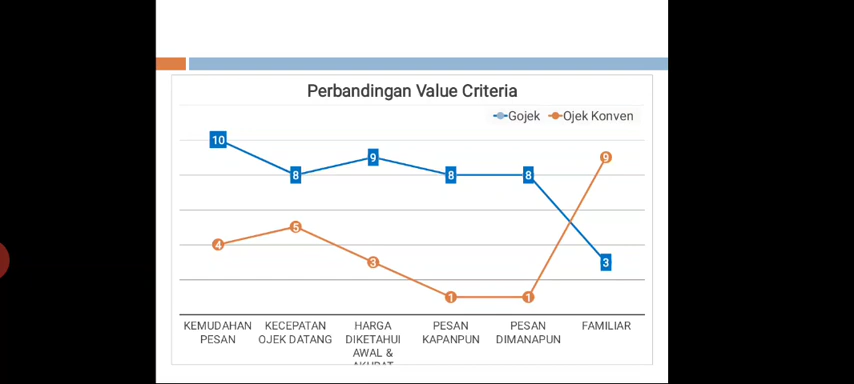 Perbandingan Value Criteria
Gojek Ojek Konven
10
8
9
8
8
3
4
5
3
1
1
9
KEMUDAHAN PESAN
KECEPATAN OJEK DATANG
HARGA DIKETAHUI AWAL &
PESAN KAPANPUN
PESAN DIMANAPUN
FAMILIAR